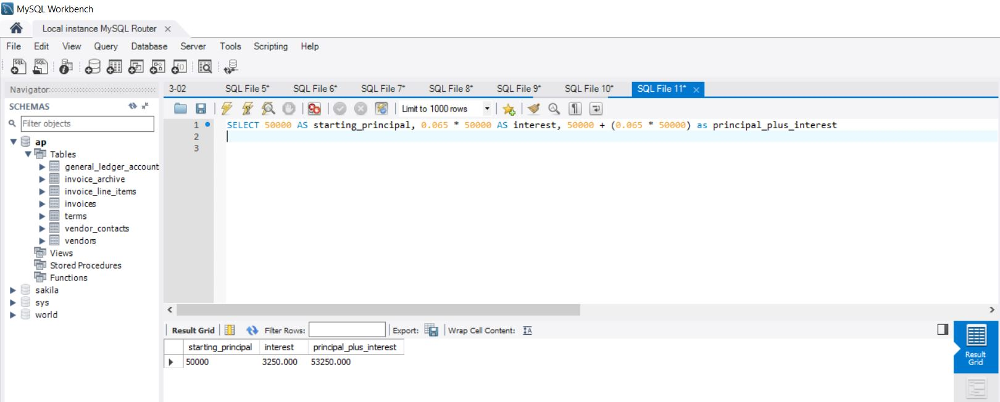 MySQL Workbench
Local instance MySQL Router
File Edit View Query Database Server Tools Scripting Help
Navigator
SCHEMAS
Filter objects
ap
Tables
general_ledger_account
invoice_archive
invoice_line_items
invoices
terms
vendor_contacts
vendors
Views
Stored Procedures
Functions
sakila
sys
world
3-02 SQL File 5* SQL File 6* SQL File 7* SQL File 8* SQL File 9* SQL File 10* SQL File 11*
Limit to 1000 rows
1 SELECT 50000 AS starting_principal, 0.065 * 50000 AS interest, 50000 + (0.065 * 50000) as principal_plus_interest
2
3
Result Grid Filter Rows: Export: Wrap Cell Content:
starting_principal interest principal_plus_interest
50000 3250.000 53250.000
Result
Grid